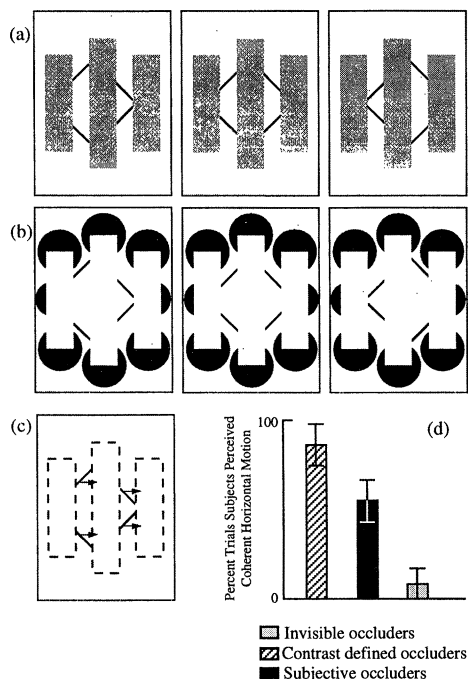 (a)
(b)
(c)
(d)
Percent Trials Subjects Perceived
Coherent Horizontal Motion
100
0
Invisible occluders
Contrast defined occluders
Subjective occluders